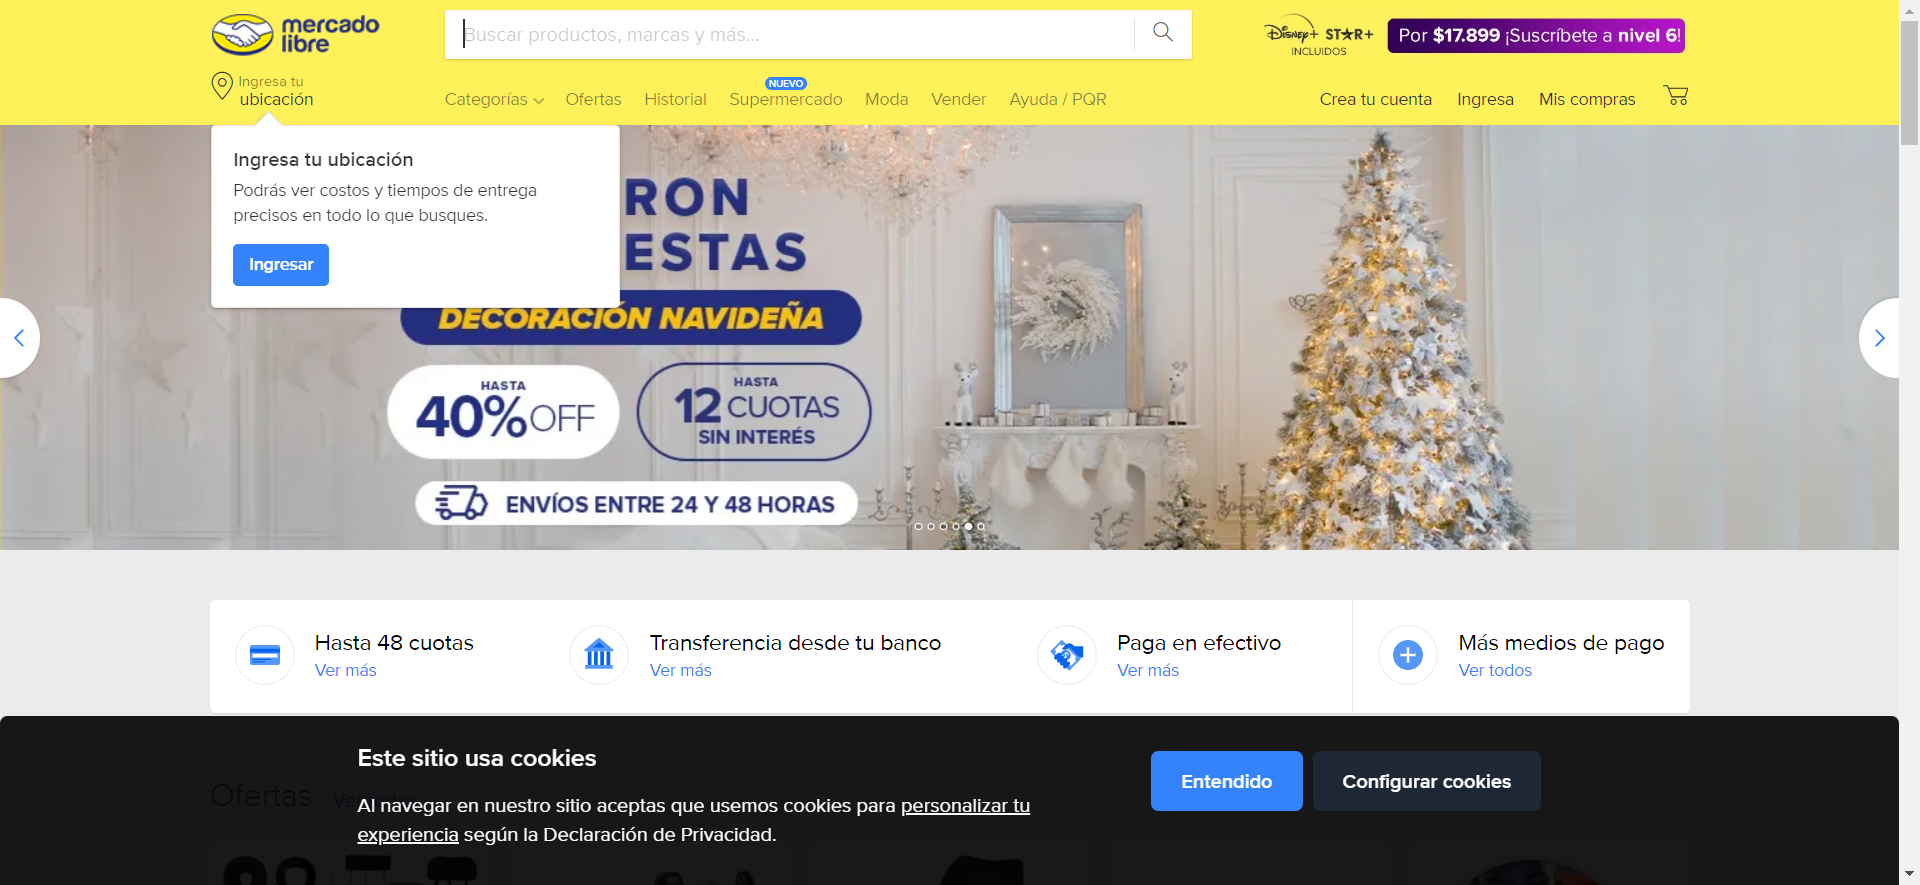 mercado
libre
Buscar productos, marcas y más...
Disney+ STAR+
INCLUIDOS
Por $17.899 ¡Suscríbete a nivel 6!
Ingresa tu
ubicación
Categorías
Ofertas
Historial
NUEVO
Supermercado
Moda
Vender
Ayuda / PQR
Crea tu cuenta
Ingresa
Mis compras
Ingresa tu ubicación
Podrás ver costos y tiempos de entrega
precisos en todo lo que busques.
Ingresar
RON
ESTAS
DECORACIÓN NAVIDEÑA
HASTA
40% OFF
HASTA
12 CUOTAS
SIN INTERÉS
ENVÍOS ENTRE 24 Y 48 HORAS
Hasta 48 cuotas
Ver más
Transferencia desde tu banco
Ver más
Paga en efectivo
Ver más
Más medios de pago
Ver todos
Este sitio usa cookies
Ofertas
Al navegar en nuestro sitio aceptas que usemos cookies para personalizar tu
experiencia según la Declaración de Privacidad.
Entendido
Configurar cookies